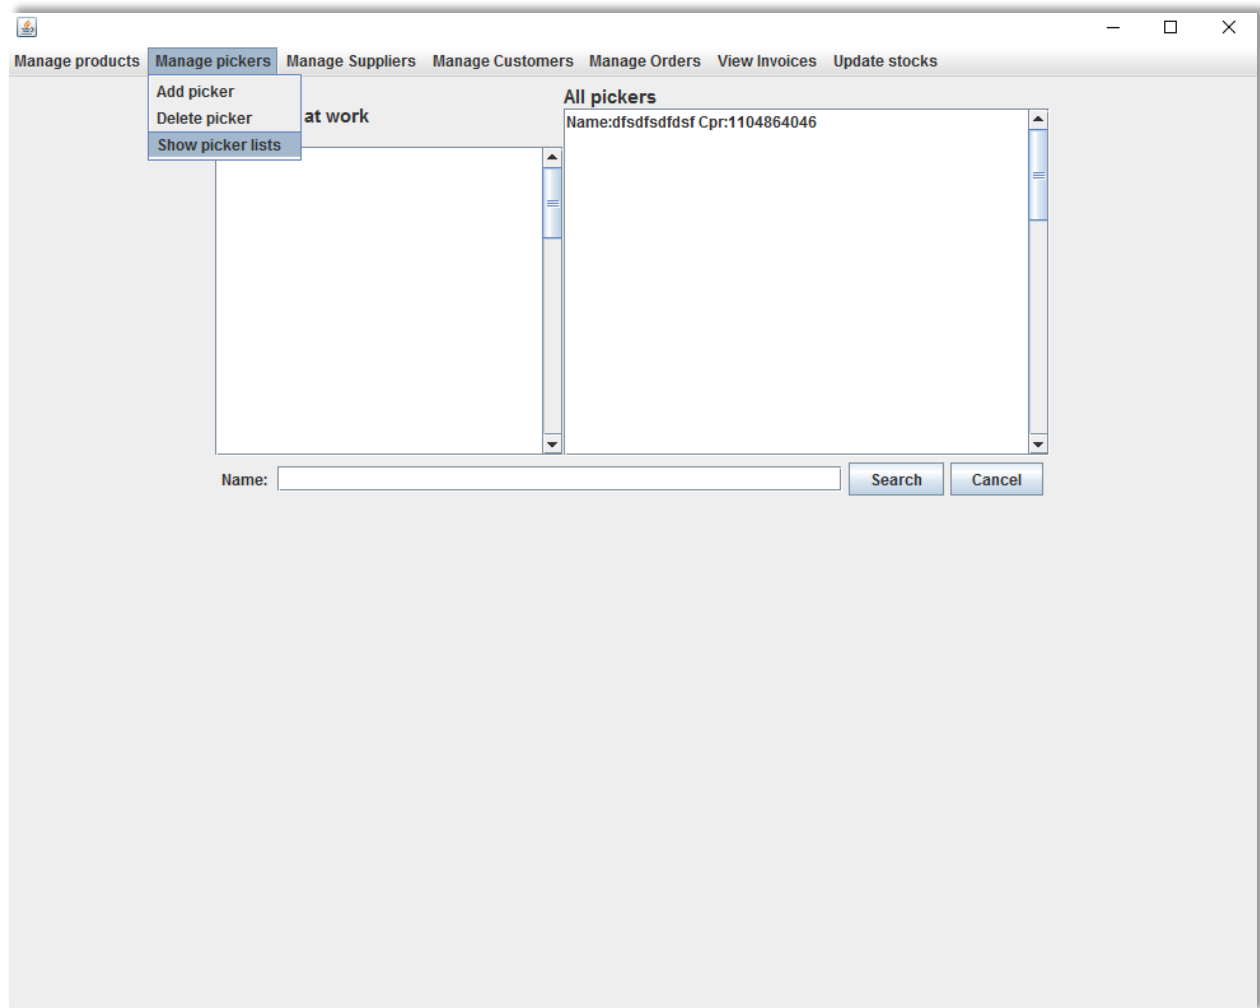 Manage products Manage pickers Manage Suppliers Manage Customers Manage Orders View Invoices Update stocks
Add picker
Delete picker
Show picker lists
at work
All pickers
Name:dfsdfsdfdsf Cpr:1104864046
Name:
Search
Cancel